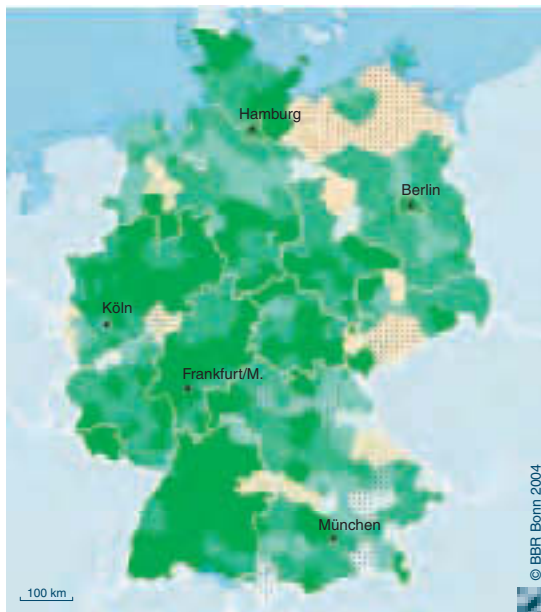 Hamburg
Berlin
Köln
Frankfurt/M.
München
100 km
© BBR Bonn 2004